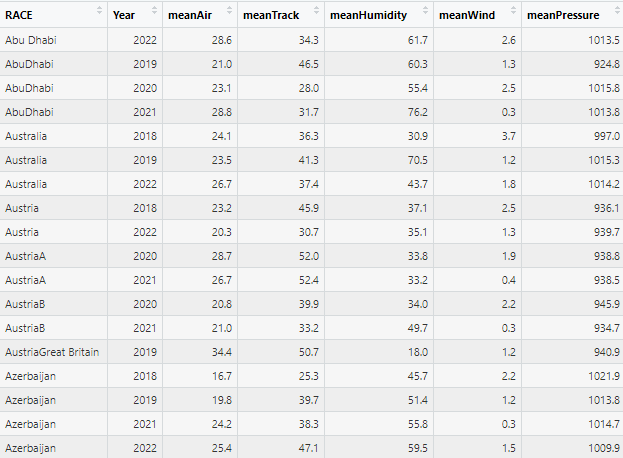 RACE Year meanAir meanTrack meanHumidity meanWind meanPressure
Abu Dhabi 2022 28.6 34.3 61.7 2.6 1013.5
AbuDhabi 2019 21.0 46.5 60.3 1.3 924.8
AbuDhabi 2020 23.1 28.0 55.4 2.5 1015.8
AbuDhabi 2021 28.8 31.7 76.2 0.3 1013.8
Australia 2018 24.1 36.3 30.9 3.7 997.0
Australia 2019 23.5 41.3 70.5 1.2 1015.3
Australia 2022 26.7 37.4 43.7 1.8 1014.2
Austria 2018 23.2 45.9 37.1 2.5 936.1
Austria 2022 20.3 30.7 35.1 1.3 939.7
AustriaA 2020 28.7 52.0 33.8 1.9 938.8
AustriaA 2021 26.7 52.4 33.2 0.4 938.5
AustriaB 2020 20.8 39.9 34.0 2.2 945.9
AustriaB 2021 21.0 33.2 49.7 0.3 934.7
AustriaGreat Britain 2019 34.4 50.7 18.0 1.2 940.9
Azerbaijan 2018 16.7 25.3 45.7 2.2 1021.9
Azerbaijan 2019 19.8 39.7 51.4 1.2 1013.8
Azerbaijan 2021 24.2 38.3 55.8 0.3 1014.7
Azerbaijan 2022 25.4 47.1 59.5 1.5 1009.9